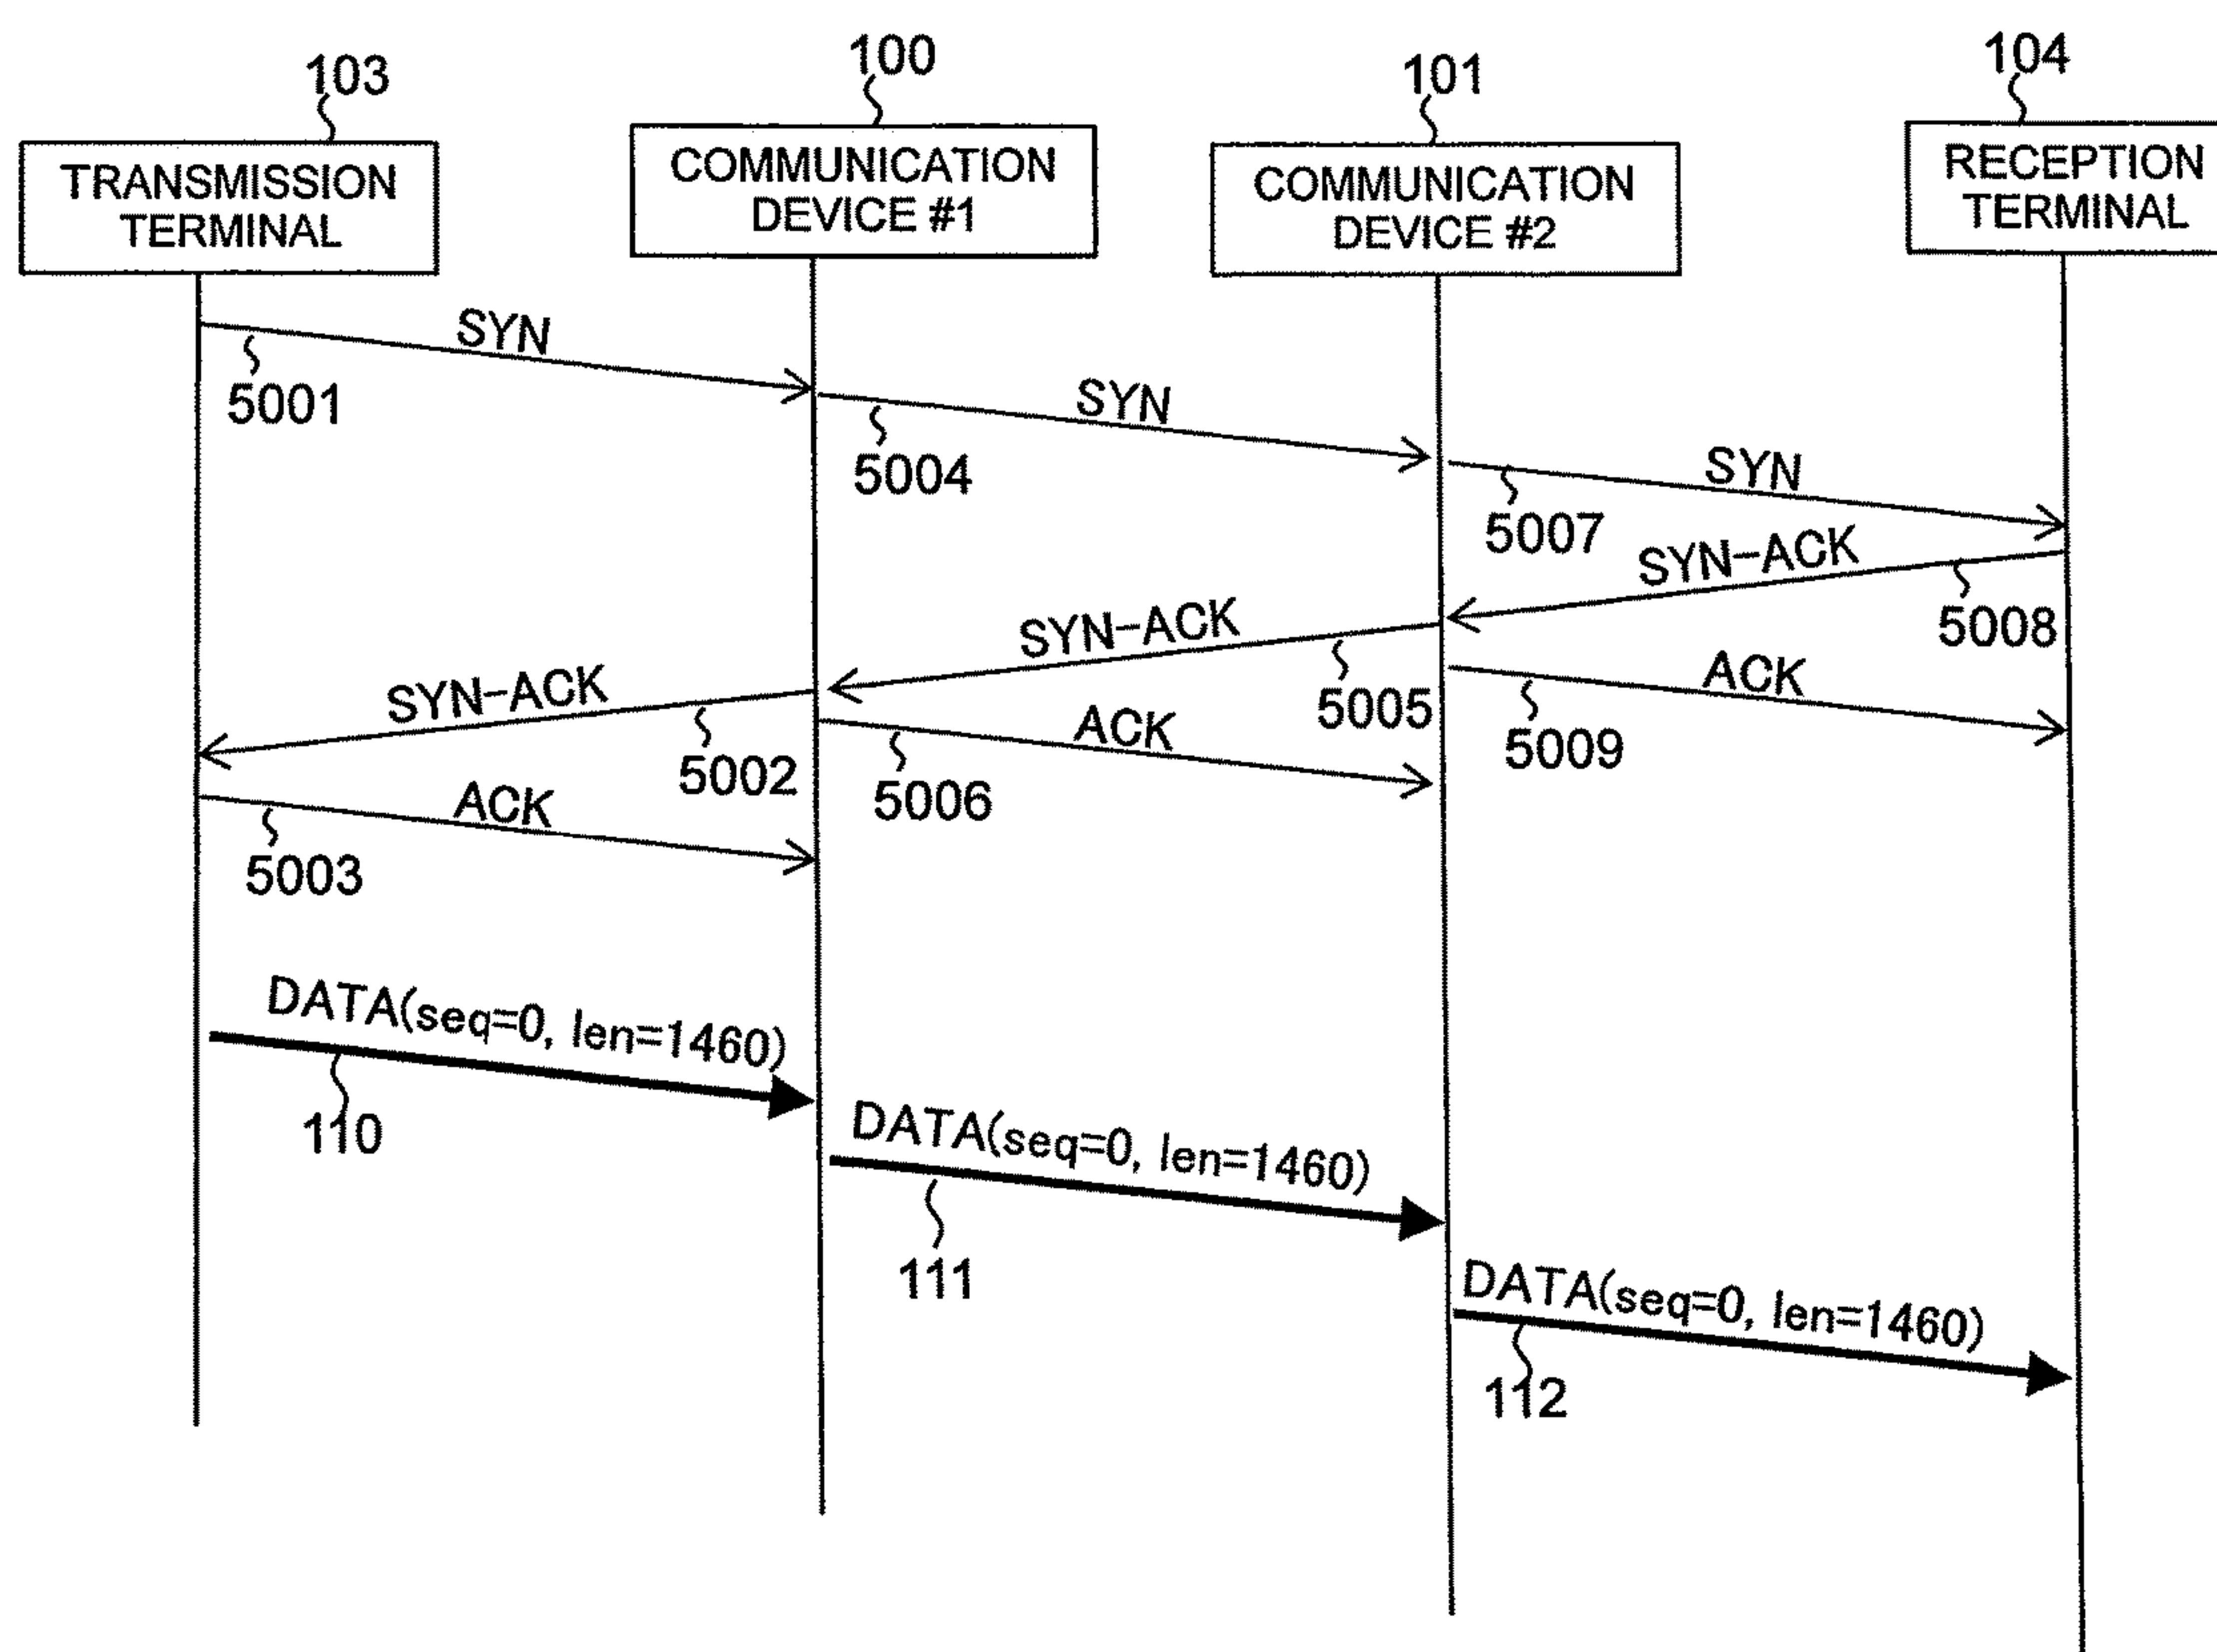 103
100
101
104
TRANSMISSION
TERMINAL
COMMUNICATION
DEVICE #1
COMMUNICATION
DEVICE #2
RECEPTION
TERMINAL
SYN
5001
SYN
5004
SYN
5007
SYN-ACK
5008
SYN-ACK
5005
SYN-ACK
5002
ACK
5009
ACK
5006
ACK
5003
DATA(seq=0, len=1460)
110
DATA(seq=0, len=1460)
111
DATA(seq=0, len=1460)
112